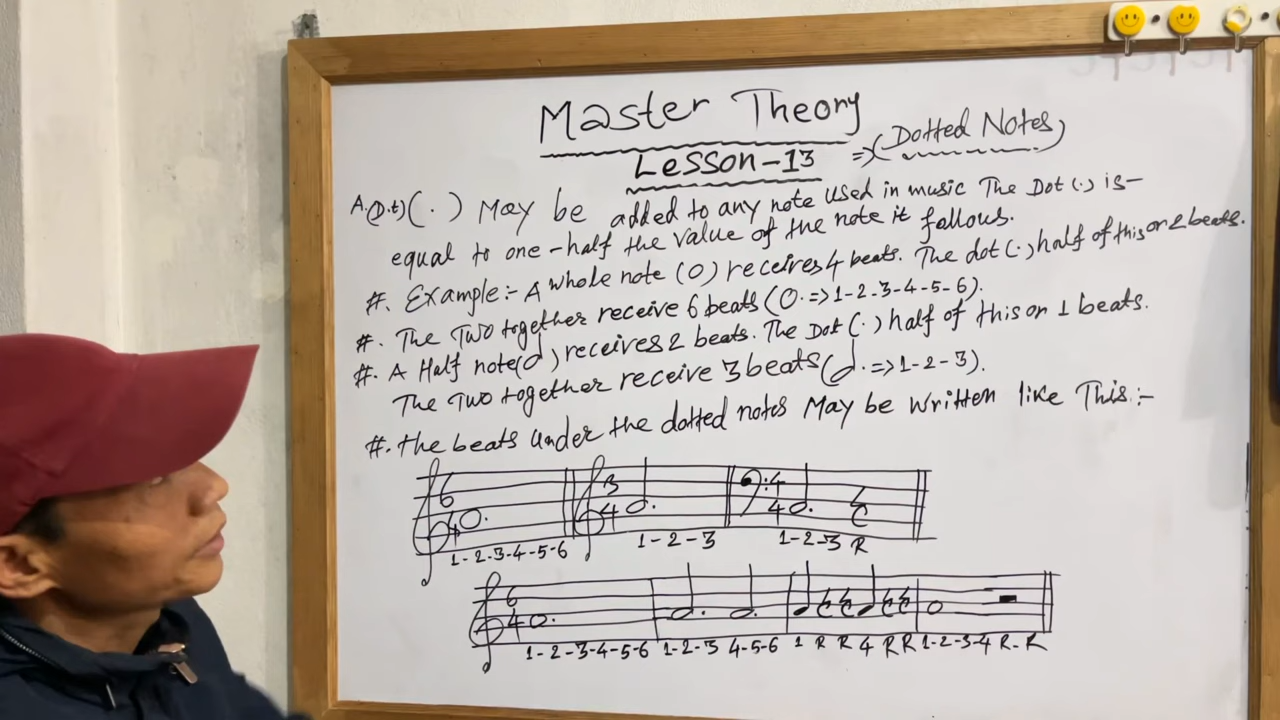 Master Theory
Lesson-13 => (Dotted Notes)
A.(D.t) (.) May be added to any note used in music The Dot (.) is-
equal to one-half the value of the note it follows.
#. Example:- A whole note (O) receives 4 beats. The dot (.) half of this or 2 beats.
#. The Two together receive 6 beats (O. => 1-2-3-4-5-6).
#. A Half note (d) receives 2 beats. The Dot (.) half of this or 1 beats.
The Two together receive 3 beats (d. => 1-2-3).
#. The beats under the dotted notes May be written like This:-
6 4 3 4 4 4
1-2-3-4-5-6 1-2-3 1-2-3 R
6 4
1-2-3-4-5-6 1-2-3 4-5-6 1 R R 4 R R 1-2-3-4 R-R